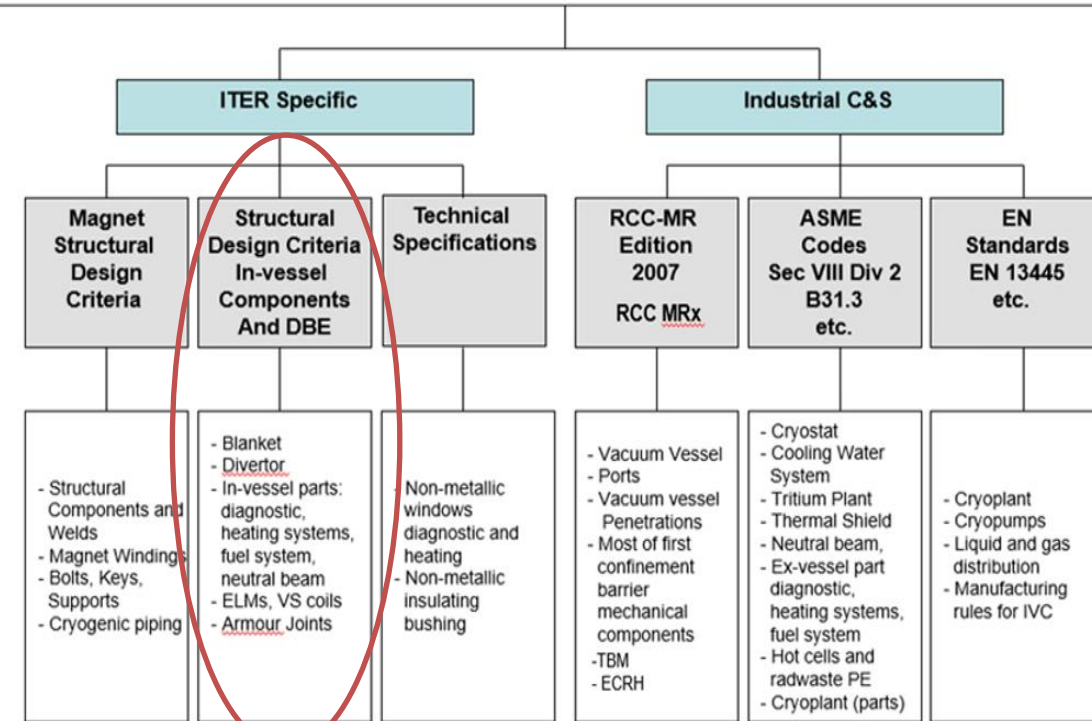 ITER Specific
Industrial C&S
Magnet
Structural
Design
Criteria
Structural
Design Criteria
In-vessel
Components
And DBE
Technical
Specifications
RCC-MR
Edition
2007
RCC MRx
ASME
Codes
Sec VIII Div 2
B31.3
etc.
EN
Standards
EN 13445
etc.
- Structural
Components and
Welds
- Magnet Windings
- Bolts, Keys,
Supports
- Cryogenic piping
- Blanket
- Divertor
- In-vessel parts:
diagnostic,
heating systems,
fuel system,
neutral beam
- ELMs, VS coils
- Armour Joints
- Non-metallic
windows
diagnostic and
heating
- Non-metallic
insulating
bushing
- Vacuum Vessel
- Ports
- Vacuum vessel
Penetrations
- Most of first
confinement
barrier
mechanical
components
-TBM
- ECRH
- Cryostat
- Cooling Water
System
- Tritium Plant
- Thermal Shield
- Neutral beam,
- Ex-vessel part
diagnostic,
heating systems,
fuel system
- Hot cells and
radwaste PE
- Cryoplant (parts)
- Cryoplant
- Cryopumps
- Liquid and gas
distribution
- Manufacturing
rules for IVC